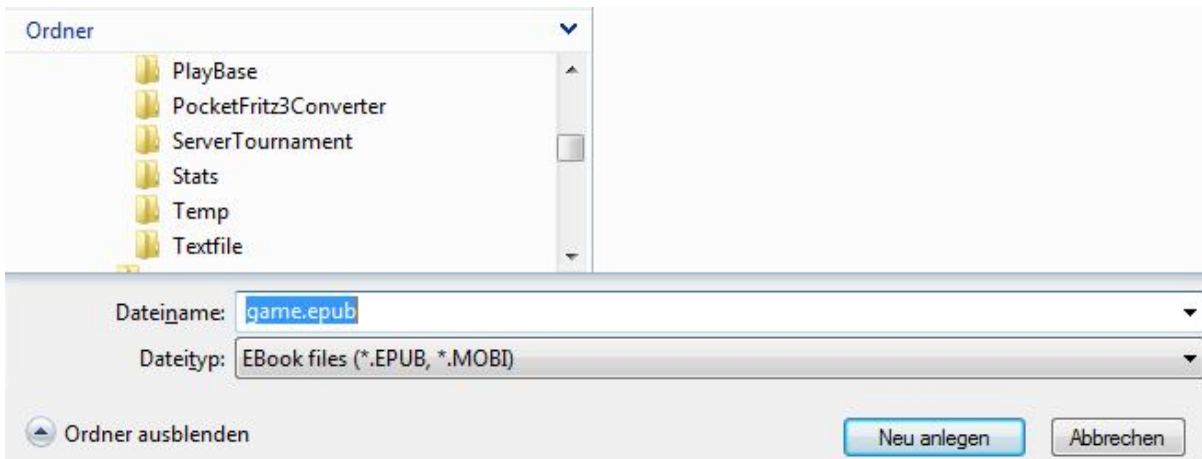 Ordner
PlayBase
PocketFritz3Converter
ServerTournament
Stats
Temp
Textfile
Dateiname: game.epub
Dateityp: EBook files (*.EPUB, *.MOBI)
Ordner ausblenden Neu anlegen Abbrechen